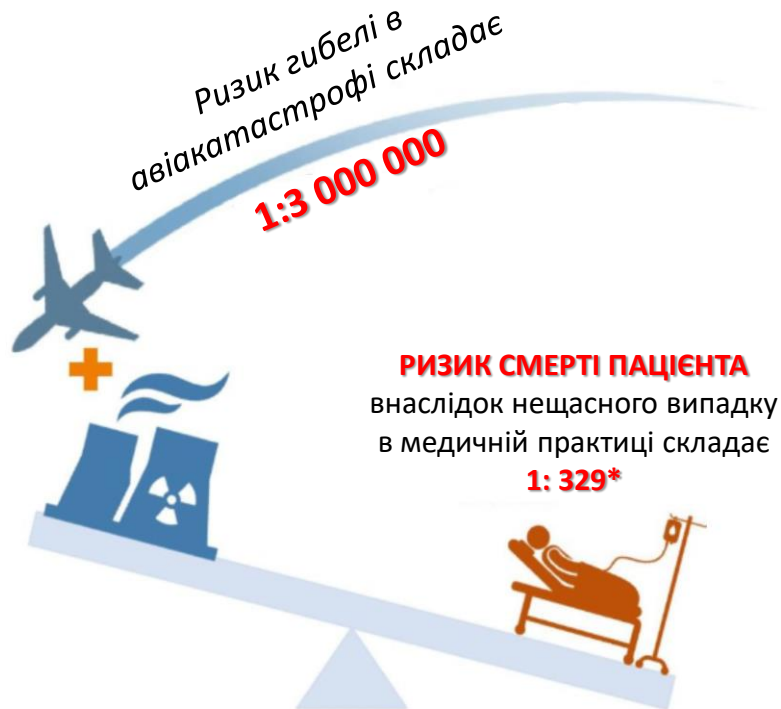 Ризик гибелі в
авіакатастрофі складає
1:3 000 000
РИЗИК СМЕРТІ ПАЦІЄНТА
внаслідок нещасного випадку
в медичній практиці складає
1: 329*